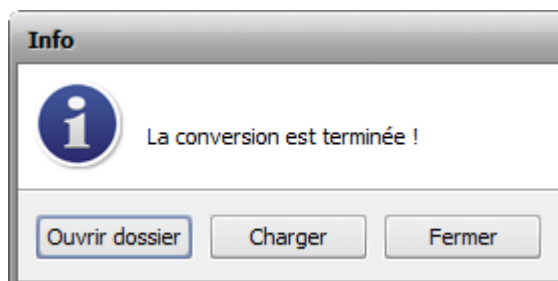 Info
La conversion est terminée !
Ouvrir dossier Charger Fermer